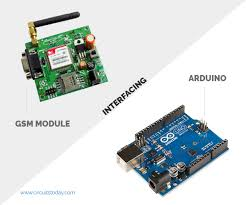 ARDUINO
INTERFACING
GSM MODULE
www.circuitstoday.com